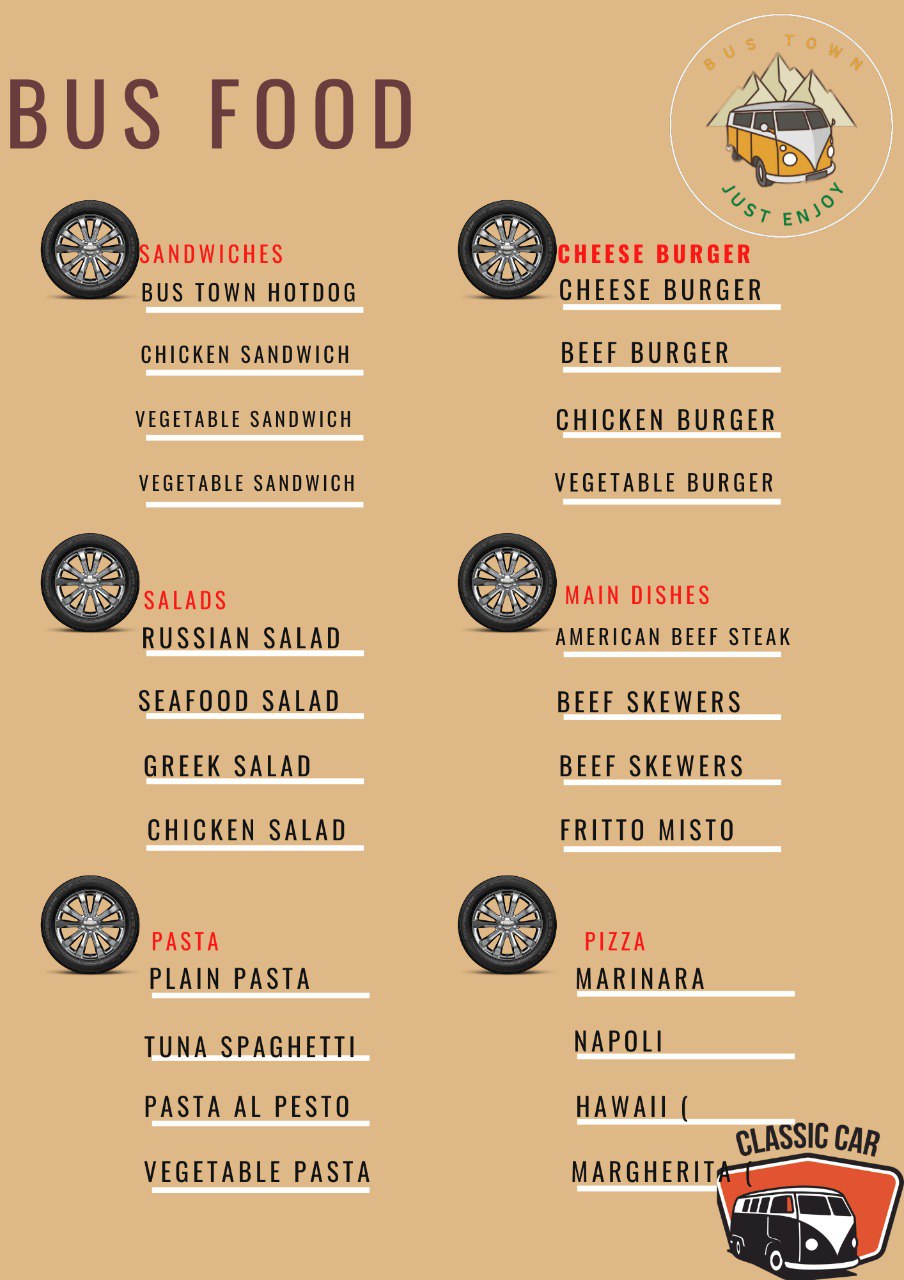 BUS FOOD
BUS TOWN
JUST ENJOY
SANDWICHES
BUS TOWN HOTDOG
CHICKEN SANDWICH
VEGETABLE SANDWICH
VEGETABLE SANDWICH
CHEESE BURGER
CHEESE BURGER
BEEF BURGER
CHICKEN BURGER
VEGETABLE BURGER
SALADS
RUSSIAN SALAD
SEAFOOD SALAD
GREEK SALAD
CHICKEN SALAD
MAIN DISHES
AMERICAN BEEF STEAK
BEEF SKEWERS
BEEF SKEWERS
FRITTO MISTO
PASTA
PLAIN PASTA
TUNA SPAGHETTI
PASTA AL PESTO
VEGETABLE PASTA
PIZZA
MARINARA
NAPOLI
HAWAII (
MARGHERITA (
CLASSIC CAR